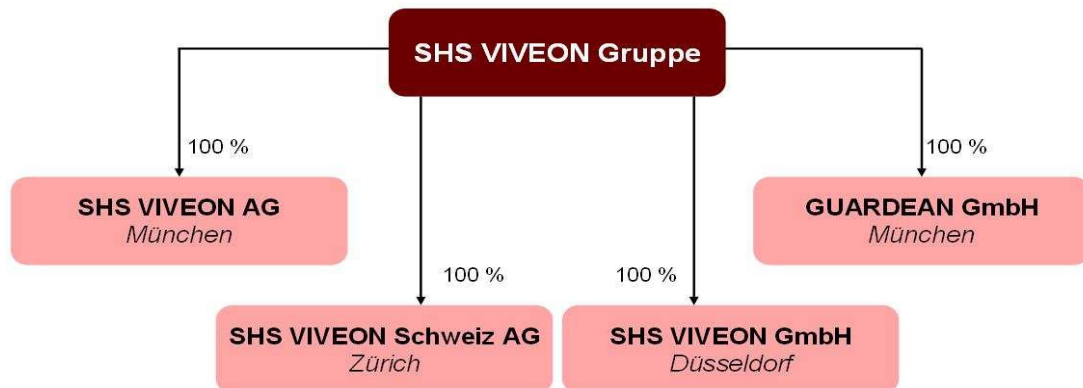 SHS VIVEON Gruppe
100 %
100 %
SHS VIVEON AG
München
GUARDEAN GmbH
München
100 %
100 %
SHS VIVEON Schweiz AG
Zürich
SHS VIVEON GmbH
Düsseldorf